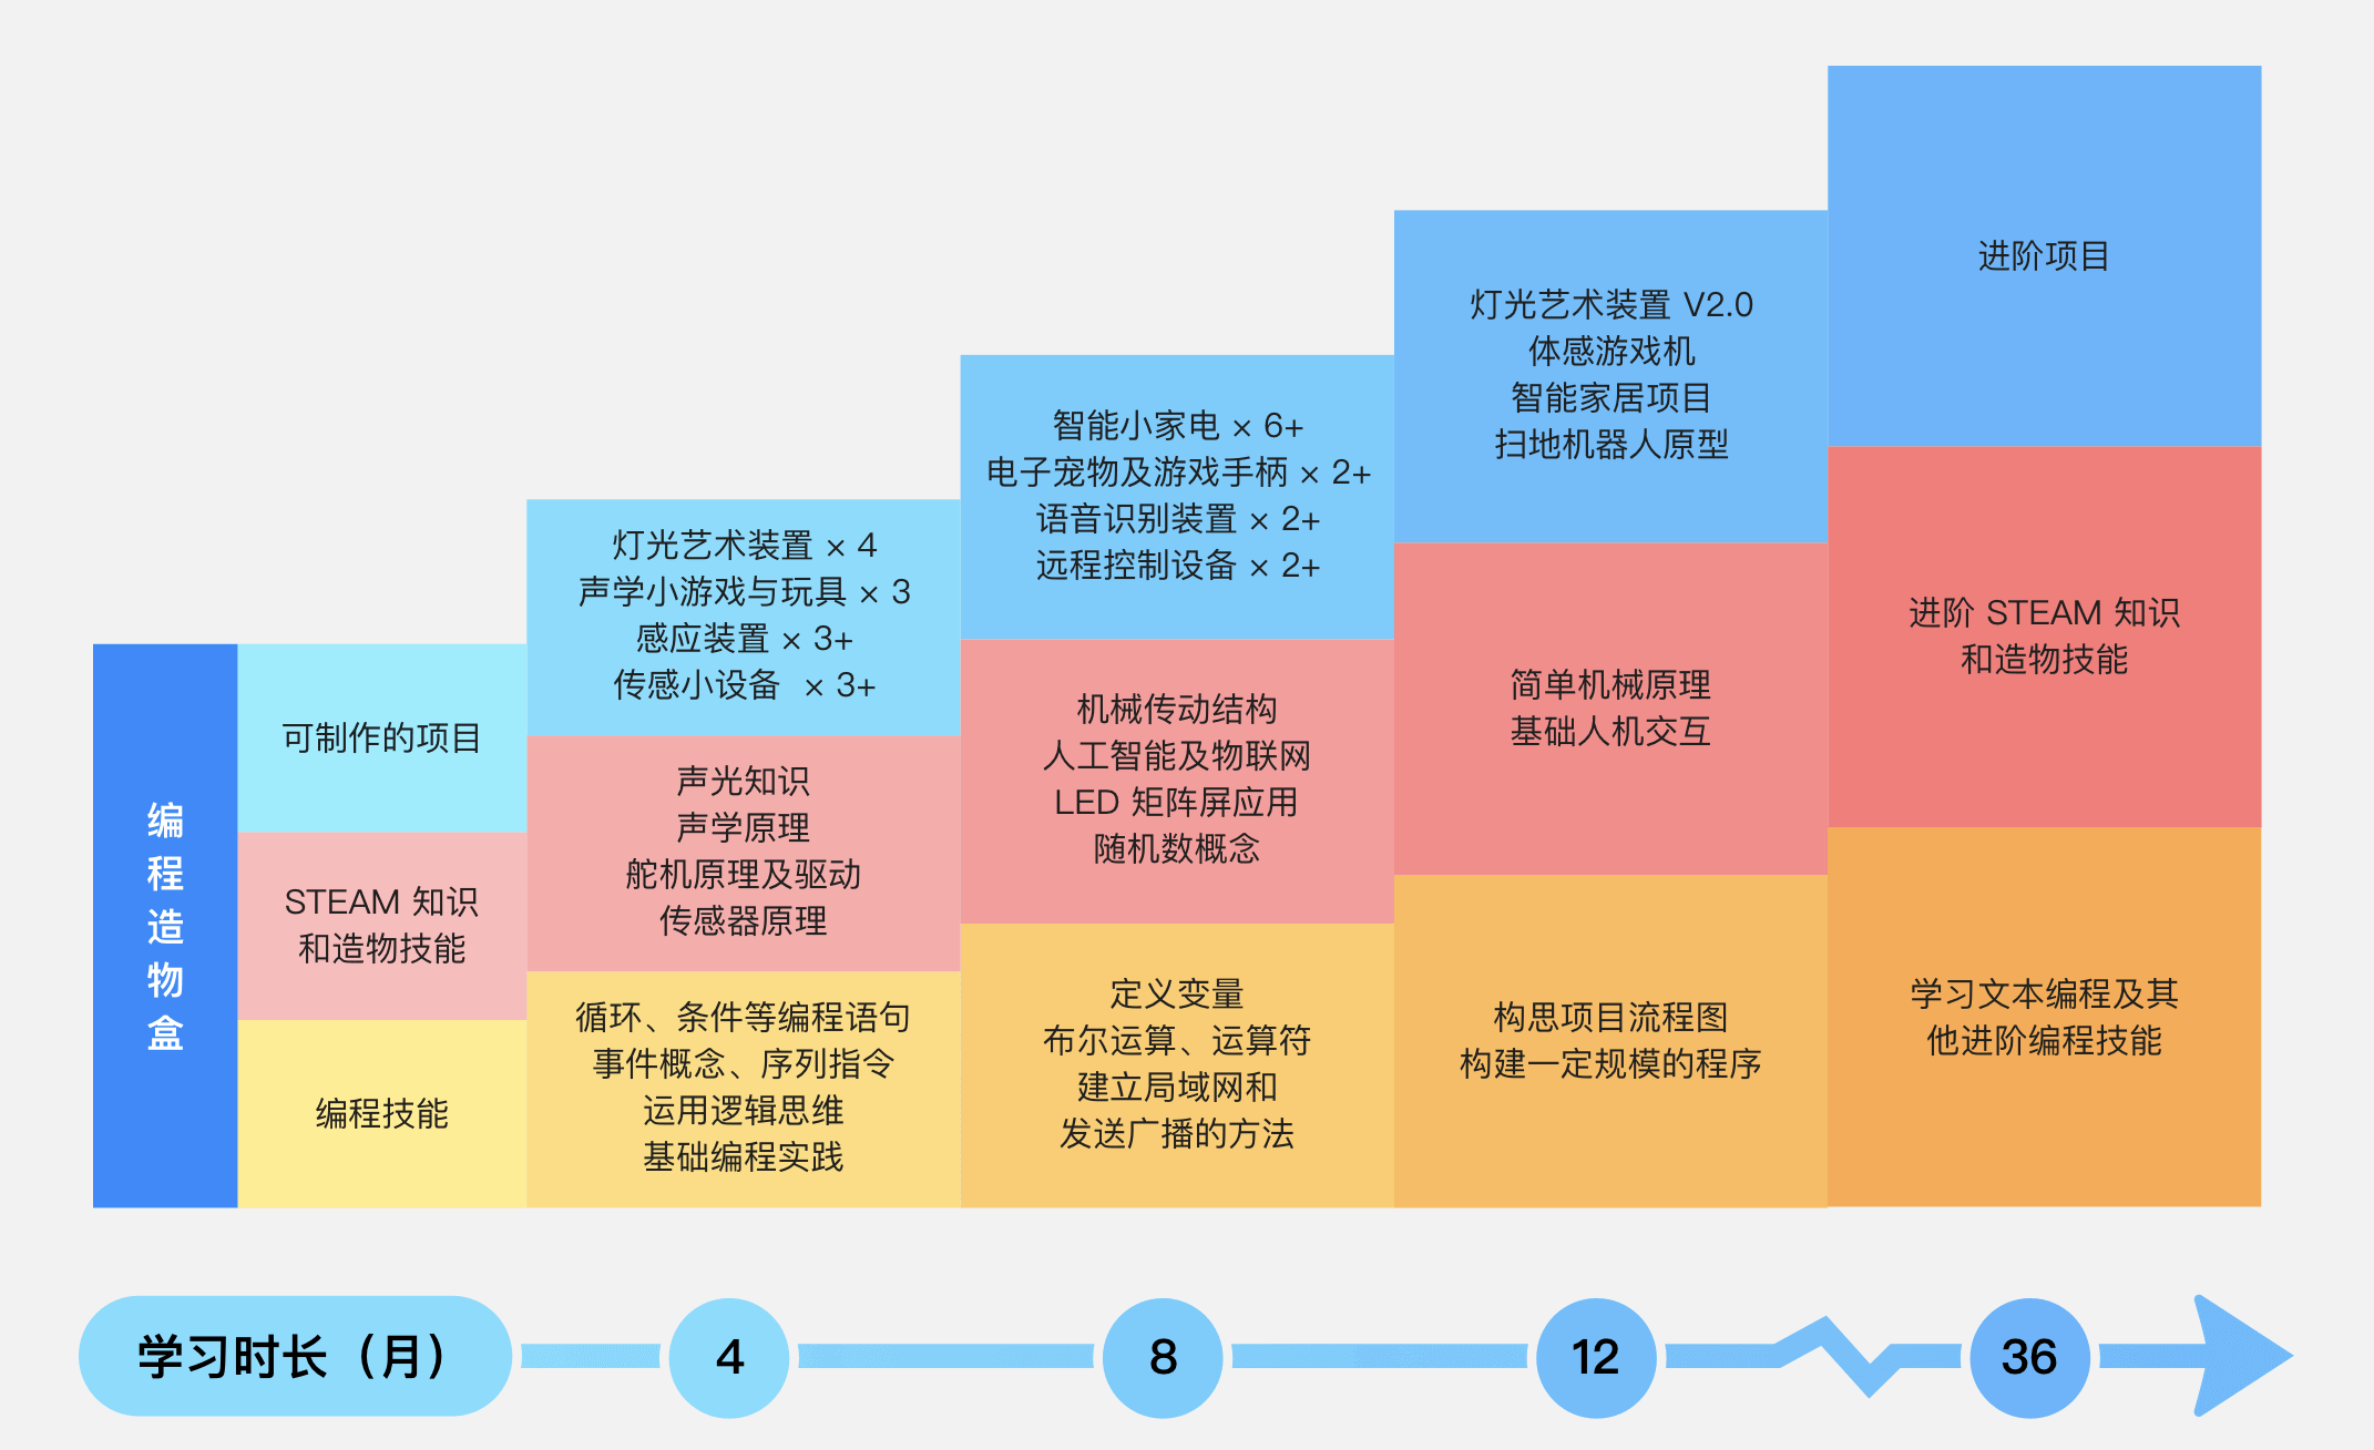 编程造物盒
可制作的项目
STEAM 知识
和造物技能
编程技能
灯光艺术装置 × 4
声学小游戏与玩具 × 3
感应装置 × 3+
传感小设备 × 3+
声光知识
声学原理
舵机原理及驱动
传感器原理
循环、条件等编程语句
事件概念、序列指令
运用逻辑思维
基础编程实践
智能小家电 × 6+
电子宠物及游戏手柄 × 2+
语音识别装置 × 2+
远程控制设备 × 2+
机械传动结构
人工智能及物联网
LED 矩阵屏应用
随机数概念
定义变量
布尔运算、运算符
建立局域网和
发送广播的方法
灯光艺术装置 V2.0
体感游戏机
智能家居项目
扫地机器人原型
简单机械原理
基础人机交互
构思项目流程图
构建一定规模的程序
进阶项目
进阶 STEAM 知识
和造物技能
学习文本编程及其
他进阶编程技能
学习时长（月）
4
8
12
36